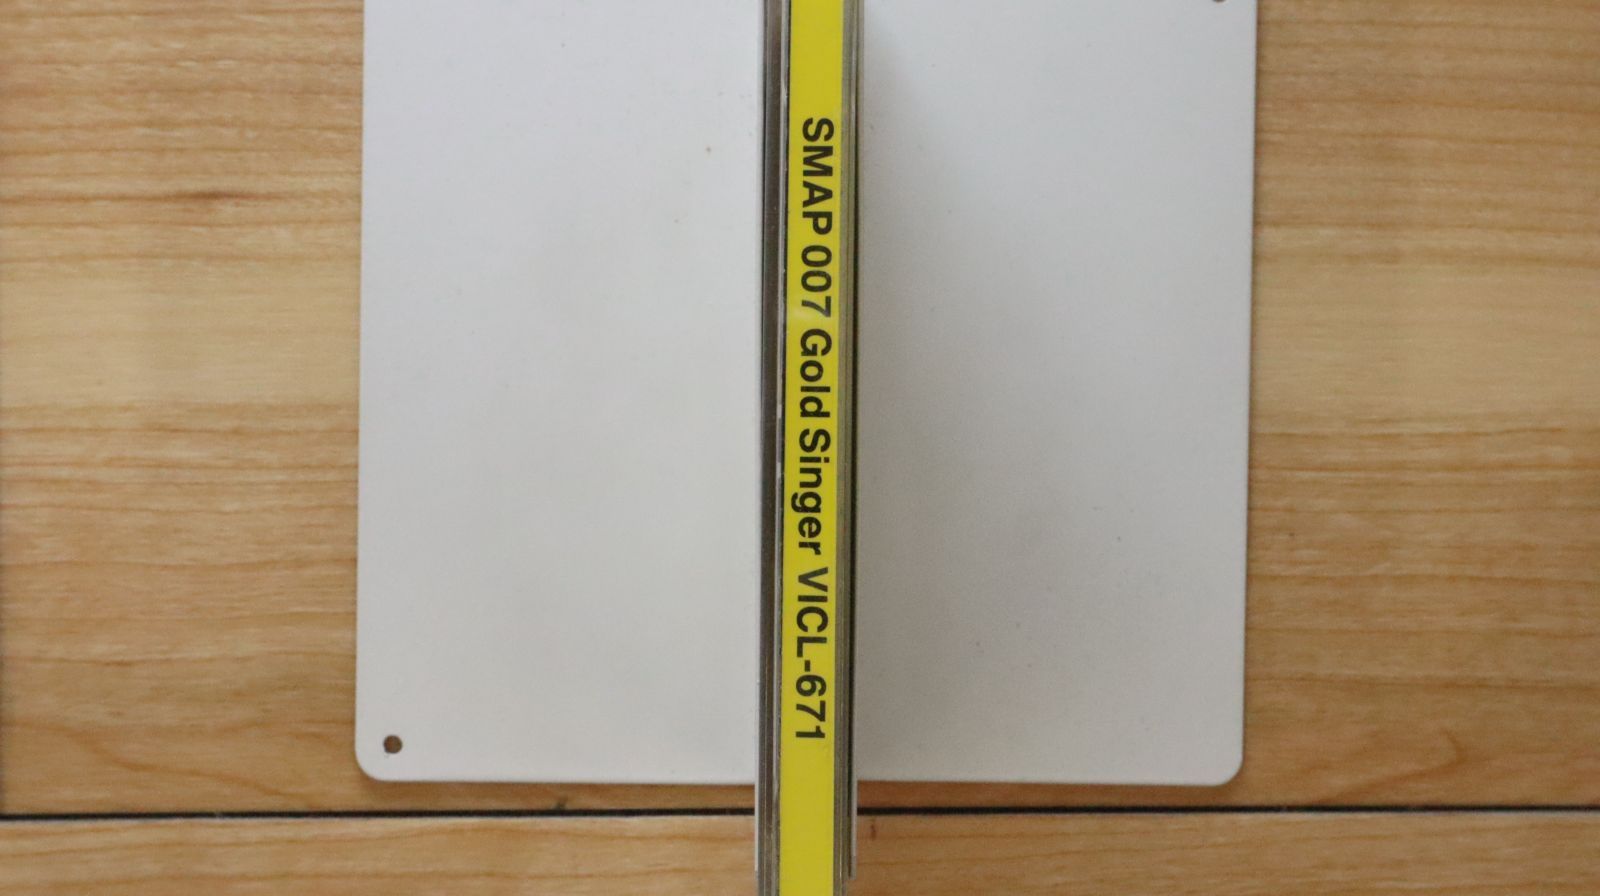 SMAP 007 Gold Singer VICL-671